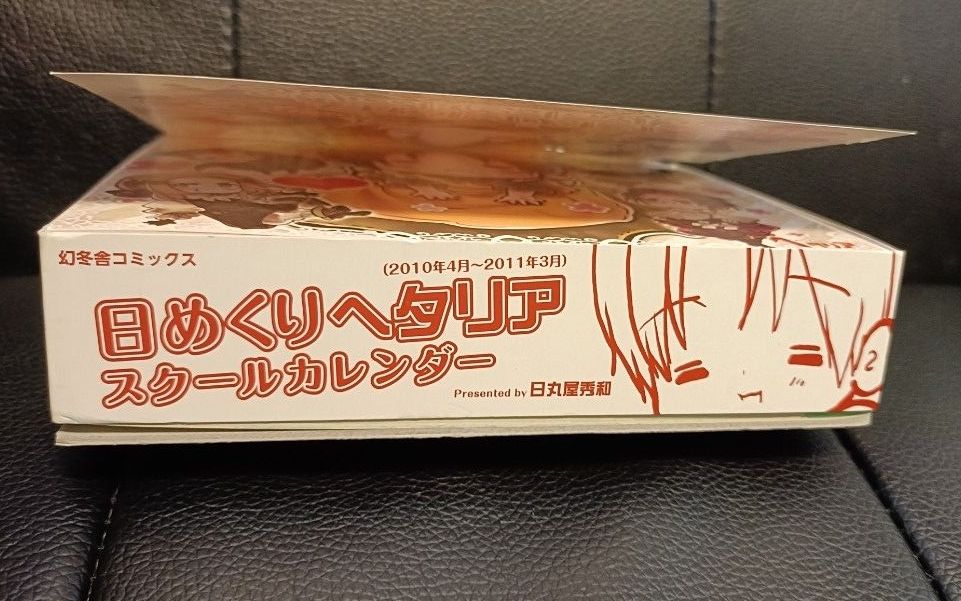 幻冬舎コミックス
(2010年4月~2011年3月)
日めくりヘタリア
スクールカレンダー
Presented by 日丸屋秀和
2